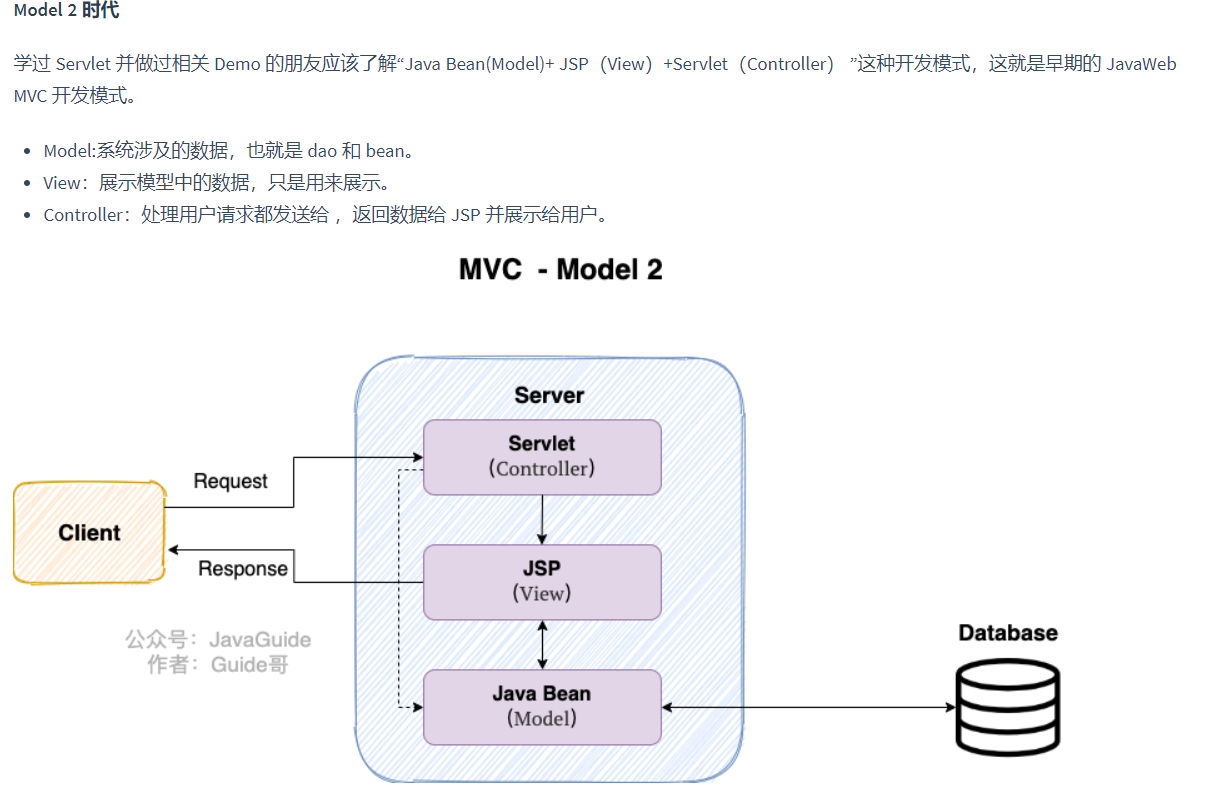 Model 2 时代
学过 Servlet 并做过相关 Demo 的朋友应该了解“Java Bean(Model)+ JSP（View）+Servlet（Controller） ”这种开发模式，这就是早期的 JavaWeb
MVC 开发模式。
Model:系统涉及的数据，也就是 dao 和 bean。
View：展示模型中的数据，只是用来展示。
Controller：处理用户请求都发送给 ，返回数据给 JSP 并展示给用户。
MVC - Model 2
Server
Servlet
(Controller)
Request
Client
Response
JSP
(View)
公众号：JavaGuide
作者：Guide哥
Database
Java Bean
(Model)